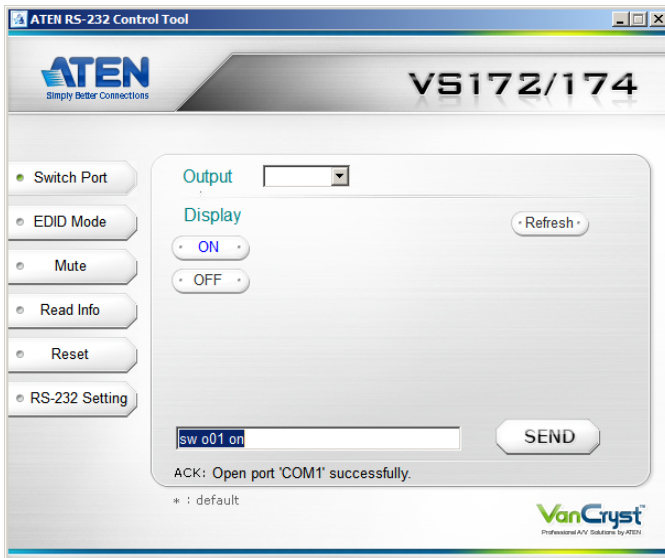 ATEN RS-232 Control Tool
ATEN
Simply Better Connections
VS172/174
Switch Port
EDID Mode
Mute
Read Info
Reset
RS-232 Setting
Output
Display
ON
OFF
Refresh
sw o01 on
SEND
ACK: Open port 'COM1' successfully.
* : default
VanCryst™
Professional A/V Solutions by ATEN